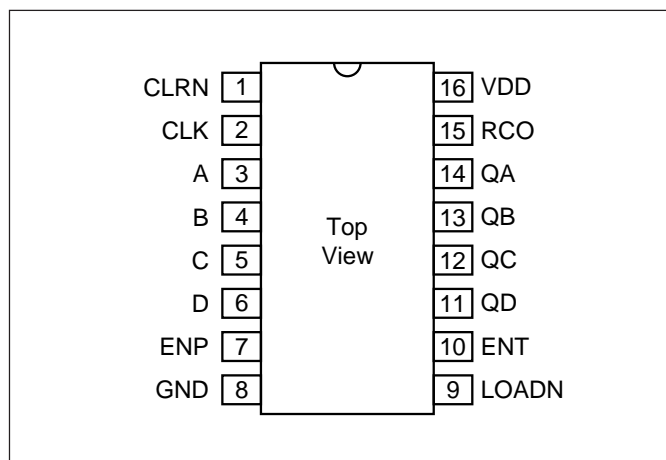 CLRN 1 16 VDD
CLK 2 15 RCO
A 3 14 QA
B 4 13 QB
C 5 12 QC
D 6 11 QD
ENP 7 10 ENT
GND 8 9 LOADN
Top
View